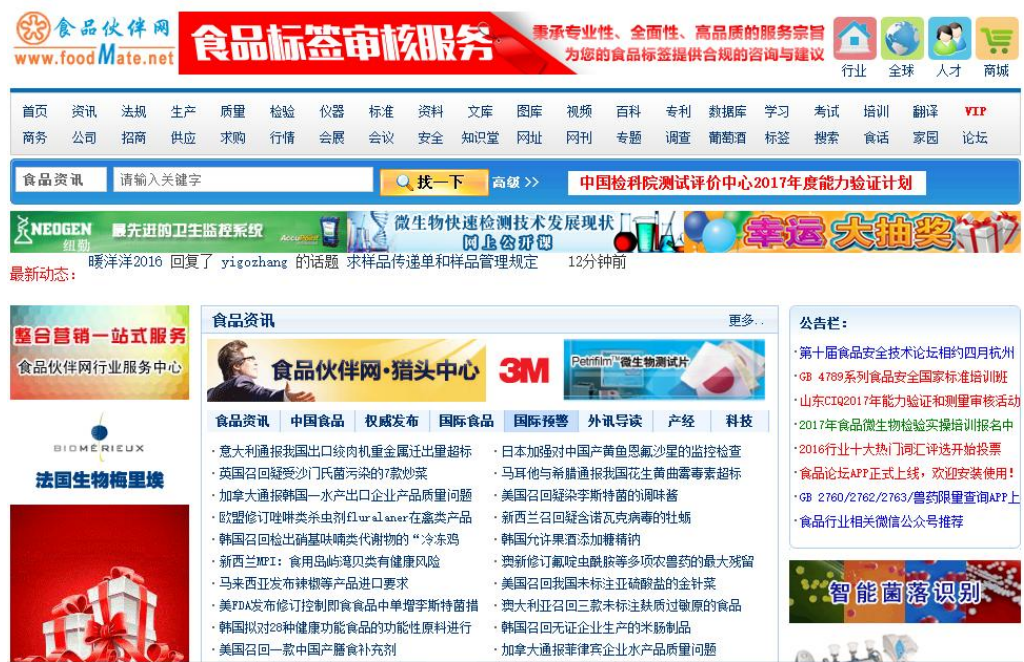 食品伙伴网
www.foodMate.net
食品标签审核服务
秉承专业性、全面性、高品质的服务宗旨
为您的食品标签提供合规的咨询与建议
行业 全球 人才 商城
首页 资讯 法规 生产 质量 检验 仪器 标准 资料 文库 图库 视频 百科 专利 数据库 学习 考试 培训 翻译 VIP
商务 公司 招商 供应 求购 行情 会展 会议 安全 知识堂 网址 网刊 专题 调查 葡萄酒 标签 搜索 食话 家园 论坛
食品资讯 请输入关键字 找一下 高级 >> 中国检科院测试评价中心2017年度能力验证计划
NEOGEN
纽勤
最先进的卫生监控系统
AccuPoint
微生物快速检测技术发展现状
网上公开课
幸运大抽奖
最新动态： 暖洋洋2016 回复了 yigozhang 的话题 求样品传递单和样品管理规定 12分钟前
整合营销一站式服务
食品伙伴网行业服务中心
BIOMÉRIEUX
法国生物梅里埃
食品资讯 更多..
食品伙伴网·猎头中心
3M
Petrifilm™微生物测试片
食品资讯 中国食品 权威发布 国际食品 国际预警 外讯导读 产经 科技
·意大利通报我国出口绞肉机重金属迁出量超标
·英国召回疑受沙门氏菌污染的7款炒菜
·加拿大通报韩国一水产出口企业产品质量问题
·欧盟修订唑啉类杀虫剂fluralaner在禽类产品
·韩国召回检出硝基呋喃类代谢物的“冷冻鸡
·新西兰MPI：食用岛屿湾贝类有健康风险
·马来西亚发布辣椒等产品进口要求
·美FDA发布修订控制即食食品中单增李斯特菌措
·韩国拟对28种健康功能食品的功能性原料进行
·美国召回一款中国产膳食补充剂
·日本加强对中国产黄鱼恩氟沙星的监控检查
·马耳他与希腊通报我国花生黄曲霉毒素超标
·美国召回疑染李斯特菌的调味酱
·新西兰召回疑含诺瓦克病毒的牡蛎
·韩国允许果酒添加糖精钠
·澳新修订氟啶虫酰胺等多项农兽药的最大残留
·美国召回我国未标注亚硫酸盐的金针菜
·澳大利亚召回三款未标注麸质过敏原的食品
·韩国召回无证企业生产的米肠制品
·加拿大通报菲律宾企业水产品质量问题
公告栏：
·第十届食品安全技术论坛相约四月杭州
·GB 4789系列食品安全国家标准培训班
·山东CIQ2017年能力验证和测量审核活动
·2017年食品微生物检验实操培训报名中
·2016行业十大热门词汇评选开始投票
·食品论坛APP正式上线，欢迎安装使用！
·GB 2760/2762/2763/兽药限量查询APP上
·食品行业相关微信公众号推荐
智能菌落识别